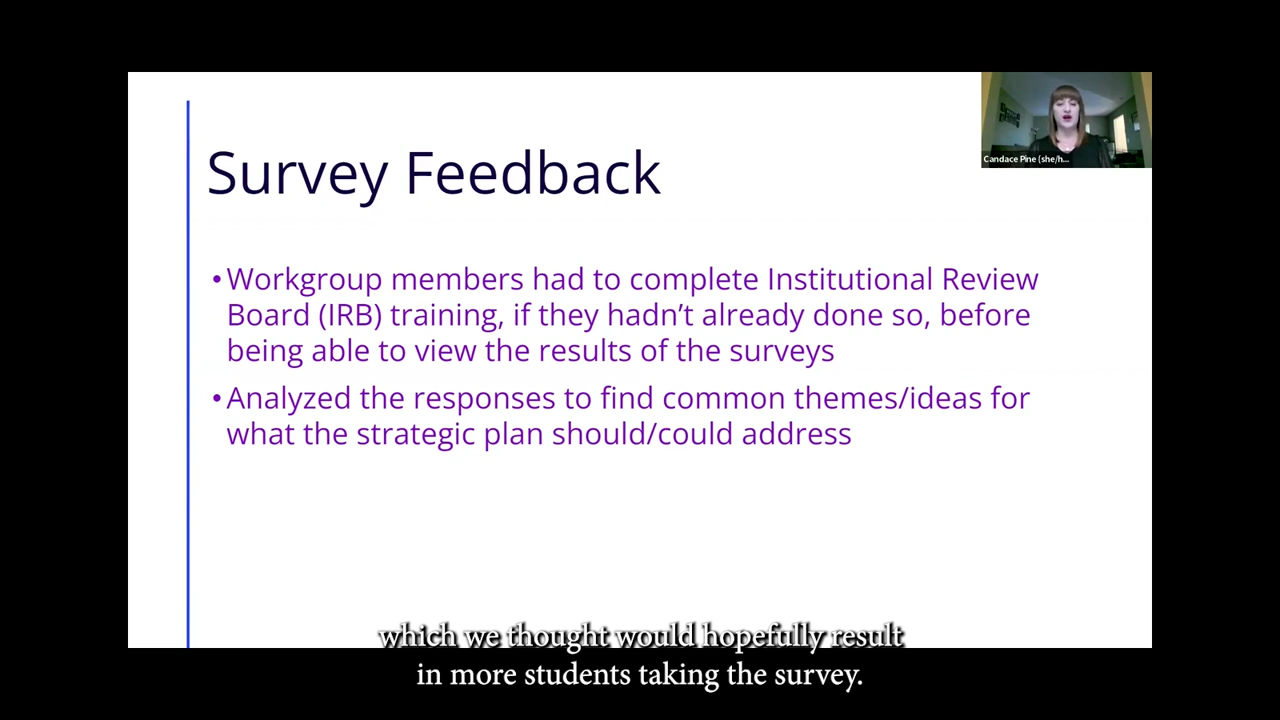 Candace Pine (she/h...
Survey Feedback
•Workgroup members had to complete Institutional Review
Board (IRB) training, if they hadn’t already done so, before
being able to view the results of the surveys
•Analyzed the responses to find common themes/ideas for
what the strategic plan should/could address
which we thought would hopefully result
in more students taking the survey.